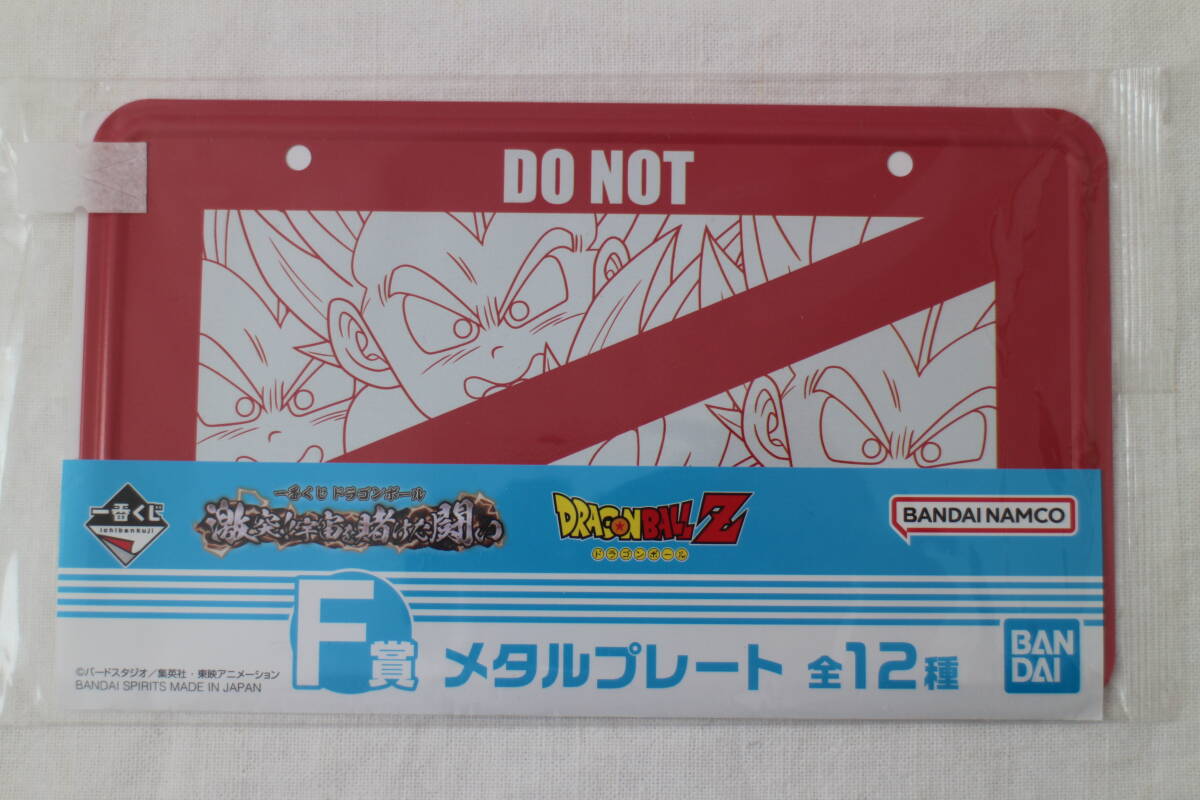 DO NOT
一番くじ
ichibankuji
一番くじ ドラゴンボール
激突!!宇宙を賭けた闘い
DRAGONBALL Z
ドラゴンボール
BANDAI NAMCO
F賞
メタルプレート 全12種
BAN
DAI
©バードスタジオ/集英社・東映アニメーション
BANDAI SPIRITS MADE IN JAPAN